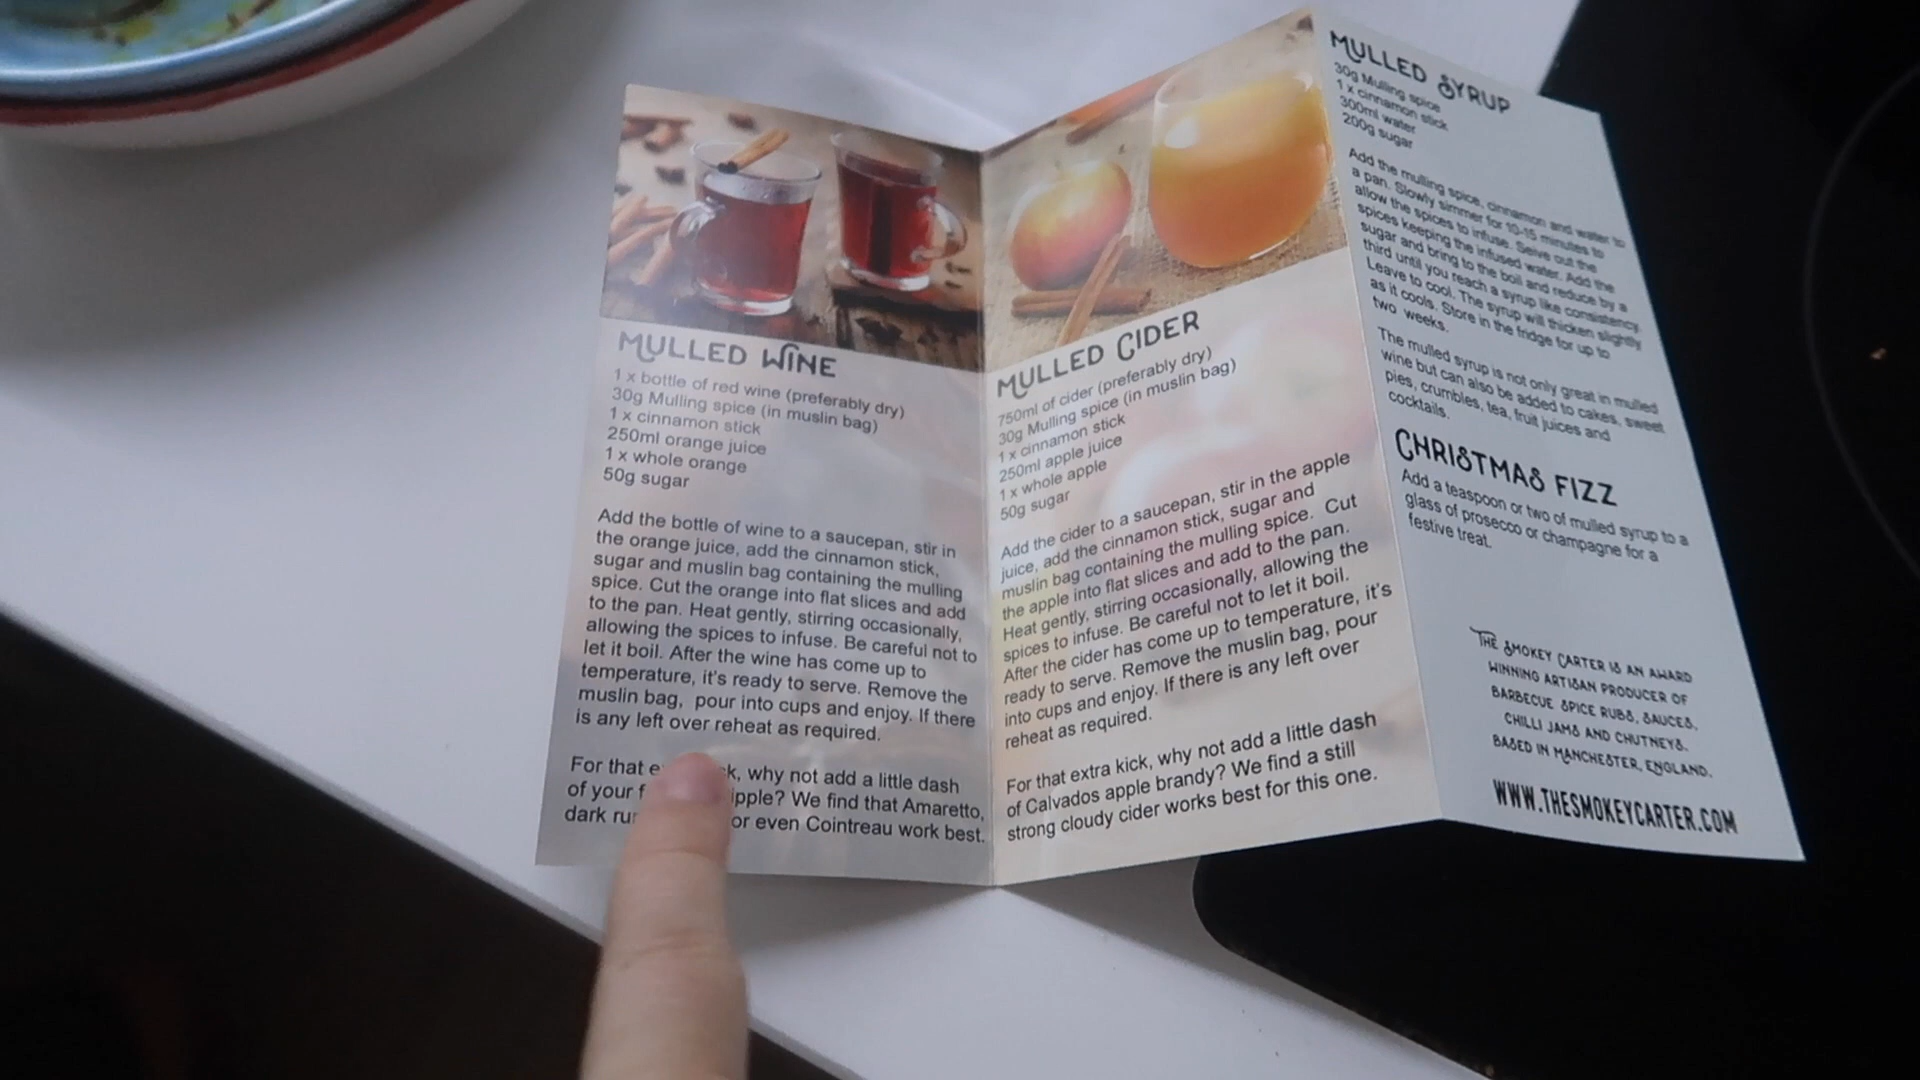 MULLED WINE
1 x bottle of red wine (preferably dry)
30g Mulling spice (in muslin bag)
1 x cinnamon stick
250ml orange juice
1 x whole orange
50g sugar
Add the bottle of wine to a saucepan, stir in
the orange juice, add the cinnamon stick,
sugar and muslin bag containing the mulling
spice. Cut the orange into flat slices and add
to the pan. Heat gently, stirring occasionally,
allowing the spices to infuse. Be careful not to
let it boil. After the wine has come up to
temperature, it's ready to serve. Remove the
muslin bag, pour into cups and enjoy. If there
is any left over reheat as required.
For that why not add a little dash
of your We find that Amaretto,
dark or even Cointreau work best.
MULLED CIDER
750ml of cider (preferably dry)
30g Mulling spice (in muslin bag)
1 x cinnamon stick
250ml apple juice
1 x whole apple
50g sugar
Add the cider to a saucepan, stir in the apple
juice, add the cinnamon stick, sugar and
muslin bag containing the mulling spice. Cut
the apple into flat slices and add to the pan.
Heat gently, stirring occasionally, allowing the
spices to infuse. Be careful not to let it boil.
After the cider has come up to temperature, it's
ready to serve. Remove the muslin bag, pour
into cups and enjoy. If there is any left over
reheat as required.
For that extra kick, why not add a little dash
of Calvados apple brandy? We find a still
strong cloudy cider works best for this one.
MULLED SYRUP
30g Mulling spice
1 x cinnamon stick
300ml water
200g sugar
Add the mulling spice, cinnamon and water to
a pan. Slowly simmer for 10-15 minutes to
allow the spices to infuse. Seive out the
spices keeping the infused water. Add the
sugar and bring to the boil and reduce by a
third until you reach a syrup like consistency.
Leave to cool. The syrup will thicken slightly
as it cools. Store in the fridge for up to
two weeks.
The mulled syrup is not only great in mulled
wine but can also be added to cakes, sweet
pies, crumbles, tea, fruit juices and
cocktails.
CHRISTMAS FIZZ
Add a teaspoon or two of mulled syrup to a
glass of prosecco or champagne for a
festive treat.
THE SMOKEY CARTER IS AN AWARD
WINNING ARTISAN PRODUCER OF
BARBECUE SPICE RUBS, SAUCES,
CHILLI JAMS AND CHUTNEYS.
BASED IN MANCHESTER, ENGLAND.
WWW.THESMOKEYCARTER.COM